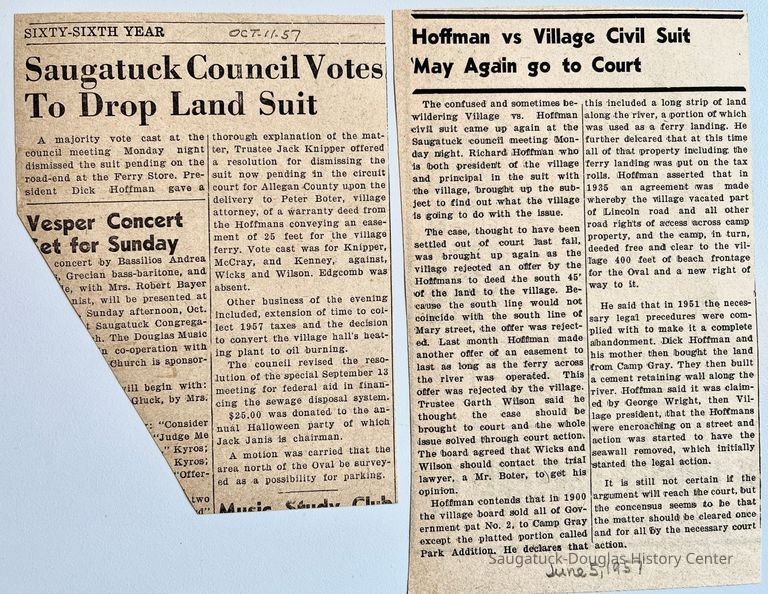 SIXTY-SIXTH YEAR
OCT-11-57
Saugatuck Council Votes
To Drop Land Suit
A majority vote cast at the
council meeting Monday night
dismissed the suit pending on the
road-end at the Ferry Store. Pre-
sident Dick Hoffman gave a
Vesper Concert
Set for Sunday
concert by Bassilios Andrea
, Grecian bass-baritone, and
le, with Mrs. Robert Bayer
nist, will be presented at
Sunday afternoon, Oct.
t Saugatuck Congrega-
h. The Douglas Music
n co-operation with
Church is sponsor-
will begin with:
Gluck, by Mrs.
: "Consider
"Judge Me
" Kyros;
Kyros;
"Offer-
two
d"
thorough explanation of the mat-
ter, Trustee Jack Knipper offered
a resolution for dismissing the
suit now pending in the circuit
court for Allegan County upon the
delivery to Peter Boter, village
attorney, of a warranty deed from
the Hoffmans conveying an ease-
ment of 25 feet for the village
ferry. Vote cast was for Knipper,
McCray, and Kenney, against,
Wicks and Wilson. Edgcomb was
absent.
Other business of the evening
included, extension of time to col-
lect 1957 taxes and the decision
to convert the village hall's heat-
ing plant to oil burning.
The council revised the reso-
lution of the special September 13
meeting for federal aid in finan-
cing the sewage disposal system.
$25.00 was donated to the an-
nual Halloween party of which
Jack Janis is chairman.
A motion was carried that the
area north of the Oval be survey-
ed as a possibility for parking.
Music Study Club
Hoffman vs Village Civil Suit
May Again go to Court
The confused and sometimes be-
wildering Village vs. Hoffman
civil suit came up again at the
Saugatuck council meeting Mon-
day night. Richard Hoffman who
is both president of the village
and principal in the suit with
the village, brought up the sub-
ject to find out what the village
is going to do with the issue.
The case, thought to have been
settled out of court last fall,
was brought up again as the
village rejected an offer by the
Hoffmans to deed the south 45'
of the land to the village. Be-
cause the south line would not
coincide with the south line of
Mary street, the offer was reject-
ed. Last month Hoffman made
another offer of an easement to
last as long as the ferry across
the river was operated. This
offer was rejected by the village.
Trustee Garth Wilson said he
thought the case should be
brought to court and the whole
issue solved through court action.
The board agreed that Wicks and
Wilson should contact the trial
lawyer, a Mr. Boter, to get his
opinion.
Hoffman contends that in 1900
the village board sold all of Gov-
ernment pat No. 2, to Camp Gray
except the platted portion called
Park Addition. He declares that
this included a long strip of land
along the river, a portion of which
was used as a ferry landing. He
further delcared that at this time
all of that property including the
ferry landing was put on the tax
rolls. Hoffman asserted that in
1935 an agreement was made
whereby the village vacated part
of Lincoln road and all other
road rights of access across camp
property, and the camp, in turn,
deeded free and clear to the vil-
lage 400 feet of beach frontage
for the Oval and a new right of
way to it.
He said that in 1951 the neces-
sary legal precedures were com-
plied with to make it a complete
abandonment. Dick Hoffman and
his mother then bought the land
from Camp Gray. They then built
a cement retaining wall along the
river. Hoffman said it was claim-
ed by George Wright, then Vil-
lage president, that the Hoffmans
were encroaching on a street and
action was started to have the
seawall removed, which initially
started the legal action.
It is still not certain if the
argument will reach the court, but
the concensus seems to be that
the matter should be cleared once
and for all by the necessary court
action.
Saugatuck-Douglas History Center
June 5, 1957